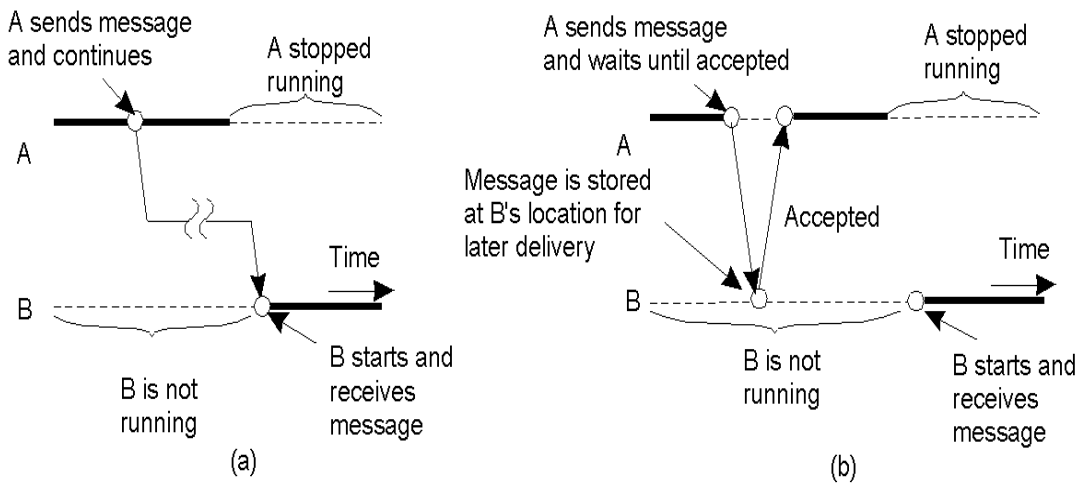 A sends message
and continues
A stopped
running
A
Time
B
B is not
running
B starts and
receives
message
(a)
A sends message
and waits until accepted
A stopped
running
A
Message is stored
at B's location for
later delivery
Accepted
Time
B
B is not
running
B starts and
receives
message
(b)